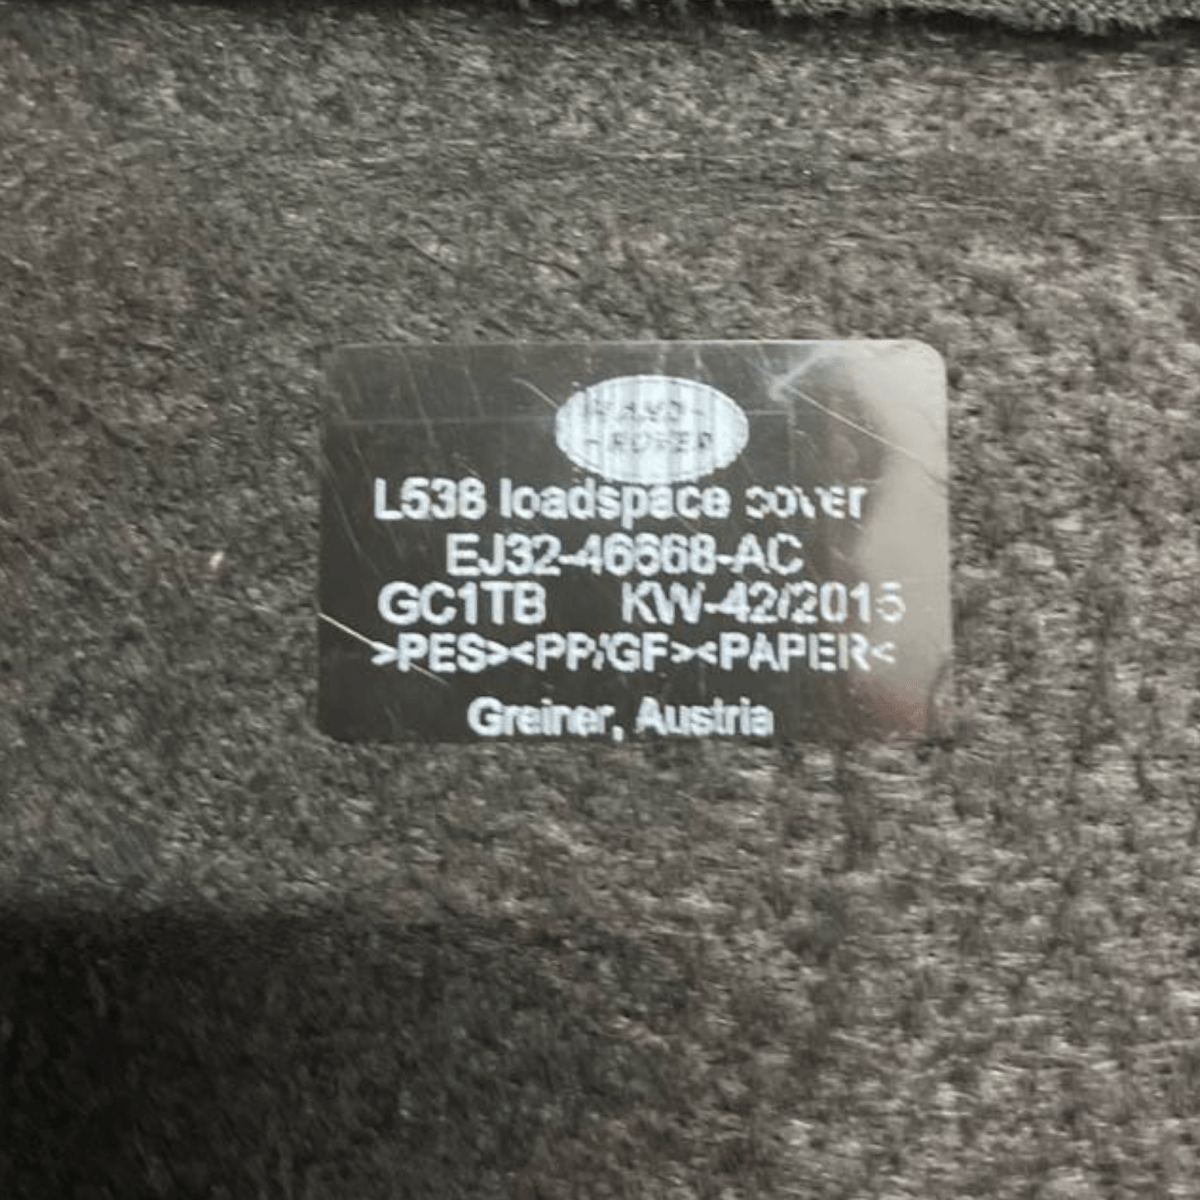 LAND-
-ROVER
L538 loadspace cover
EJ32-46668-AC
GC1TB KW-42/2015
>PES><PP/GF><PAPER<
Greiner, Austria